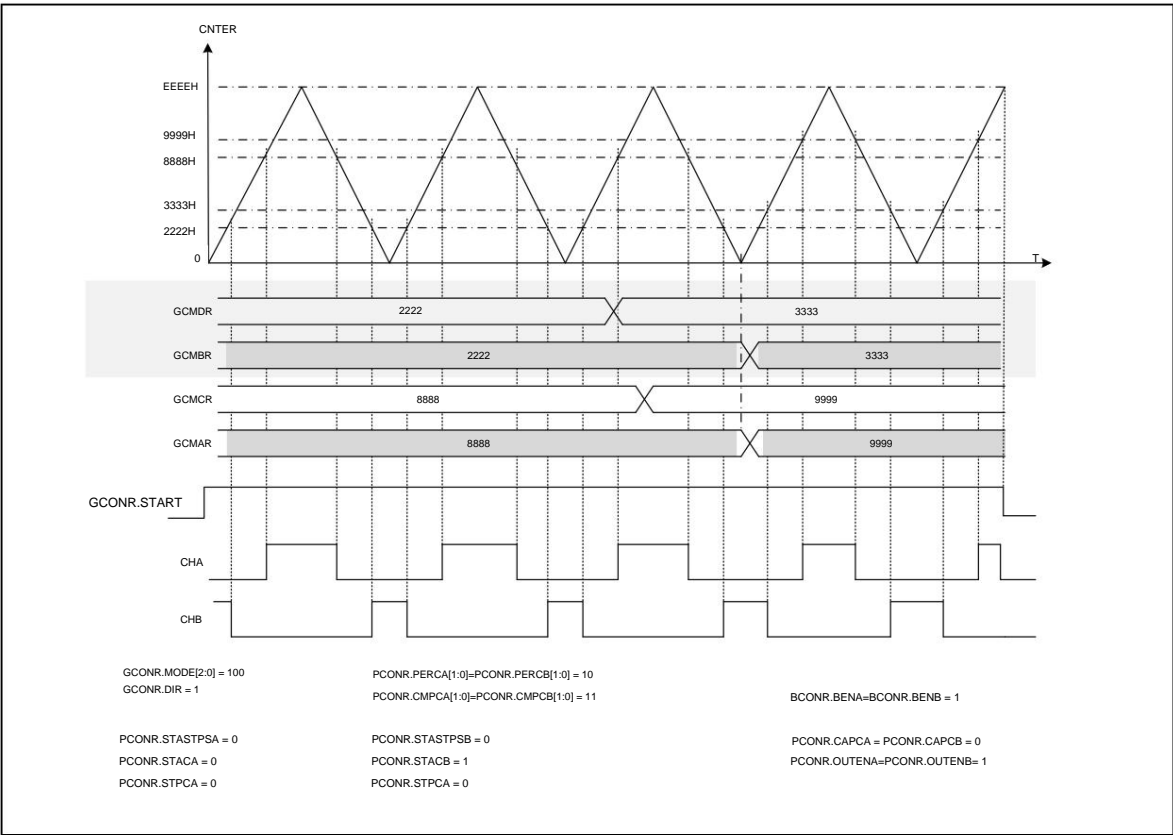 CNTER
EEEEH
9999H
8888H
3333H
2222H
0
T
GCMDR 2222 3333
GCMBR 2222 3333
GCMCR 8888 9999
GCMAR 8888 9999
GCONR.START
CHA
CHB
GCONR.MODE[2:0] = 100
GCONR.DIR = 1
PCONR.PERCA[1:0]=PCONR.PERCB[1:0] = 10
PCONR.CMPCA[1:0]=PCONR.CMPCB[1:0] = 11
BCONR.BENA=BCONR.BENB = 1
PCONR.STASTPSA = 0
PCONR.STACA = 0
PCONR.STPCA = 0
PCONR.STASTPSB = 0
PCONR.STACB = 1
PCONR.STPCA = 0
PCONR.CAPCA = PCONR.CAPCB = 0
PCONR.OUTENA=PCONR.OUTENB= 1